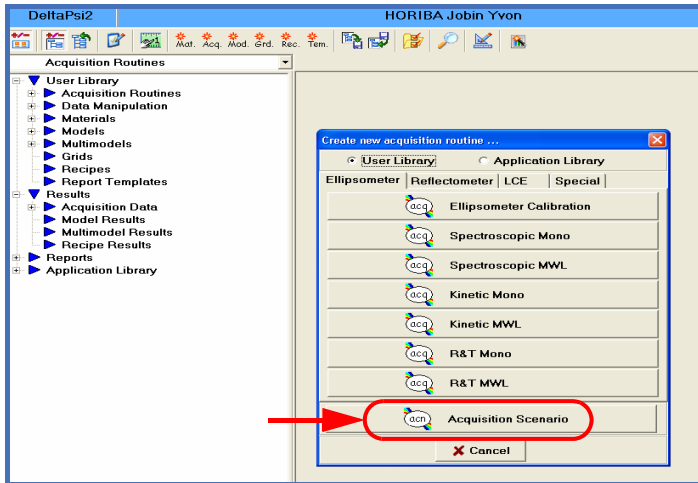 DeltaPsi2 HORIBA Jobin Yvon
Mat. Acq. Mod. Grd. Rec. Tem.
Acquisition Routines
User Library
Acquisition Routines
Data Manipulation
Materials
Models
Multimodels
Grids
Recipes
Report Templates
Results
Acquisition Data
Model Results
Multimodel Results
Recipe Results
Reports
Application Library
Create new acquisition routine ...
User Library Application Library
Ellipsometer Reflectometer LCE Special
acq Ellipsometer Calibration
acq Spectroscopic Mono
acq Spectroscopic MWL
acq Kinetic Mono
acq Kinetic MWL
acq R&T Mono
acq R&T MWL
acn Acquisition Scenario
Cancel